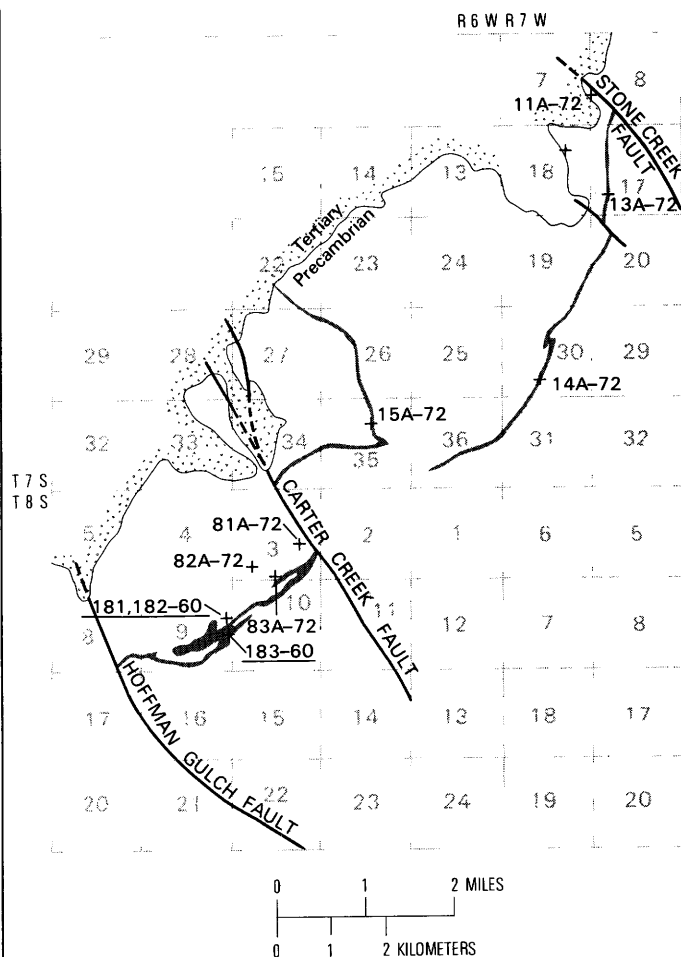 R 6 W R 7 W
7 8
11A–72
STONE CREEK FAULT
15 14 13 18 17
13A–72
Tertiary
Precambrian
22 23 24 19 20
29 28 27 26 25 30 29
14A–72
15A–72
32 33 34 35 36 31 32
T 7 S
T 8 S
CARTER CREEK FAULT
81A–72
5 4 3 2 1 6 5
82A–72
181, 182–60
10 11
8 9 83A–72 12 7 8
183–60
HOFFMAN GULCH FAULT
17 16 15 14 13 18 17
20 21 22 23 24 19 20
0 1 2 MILES
0 1 2 KILOMETERS